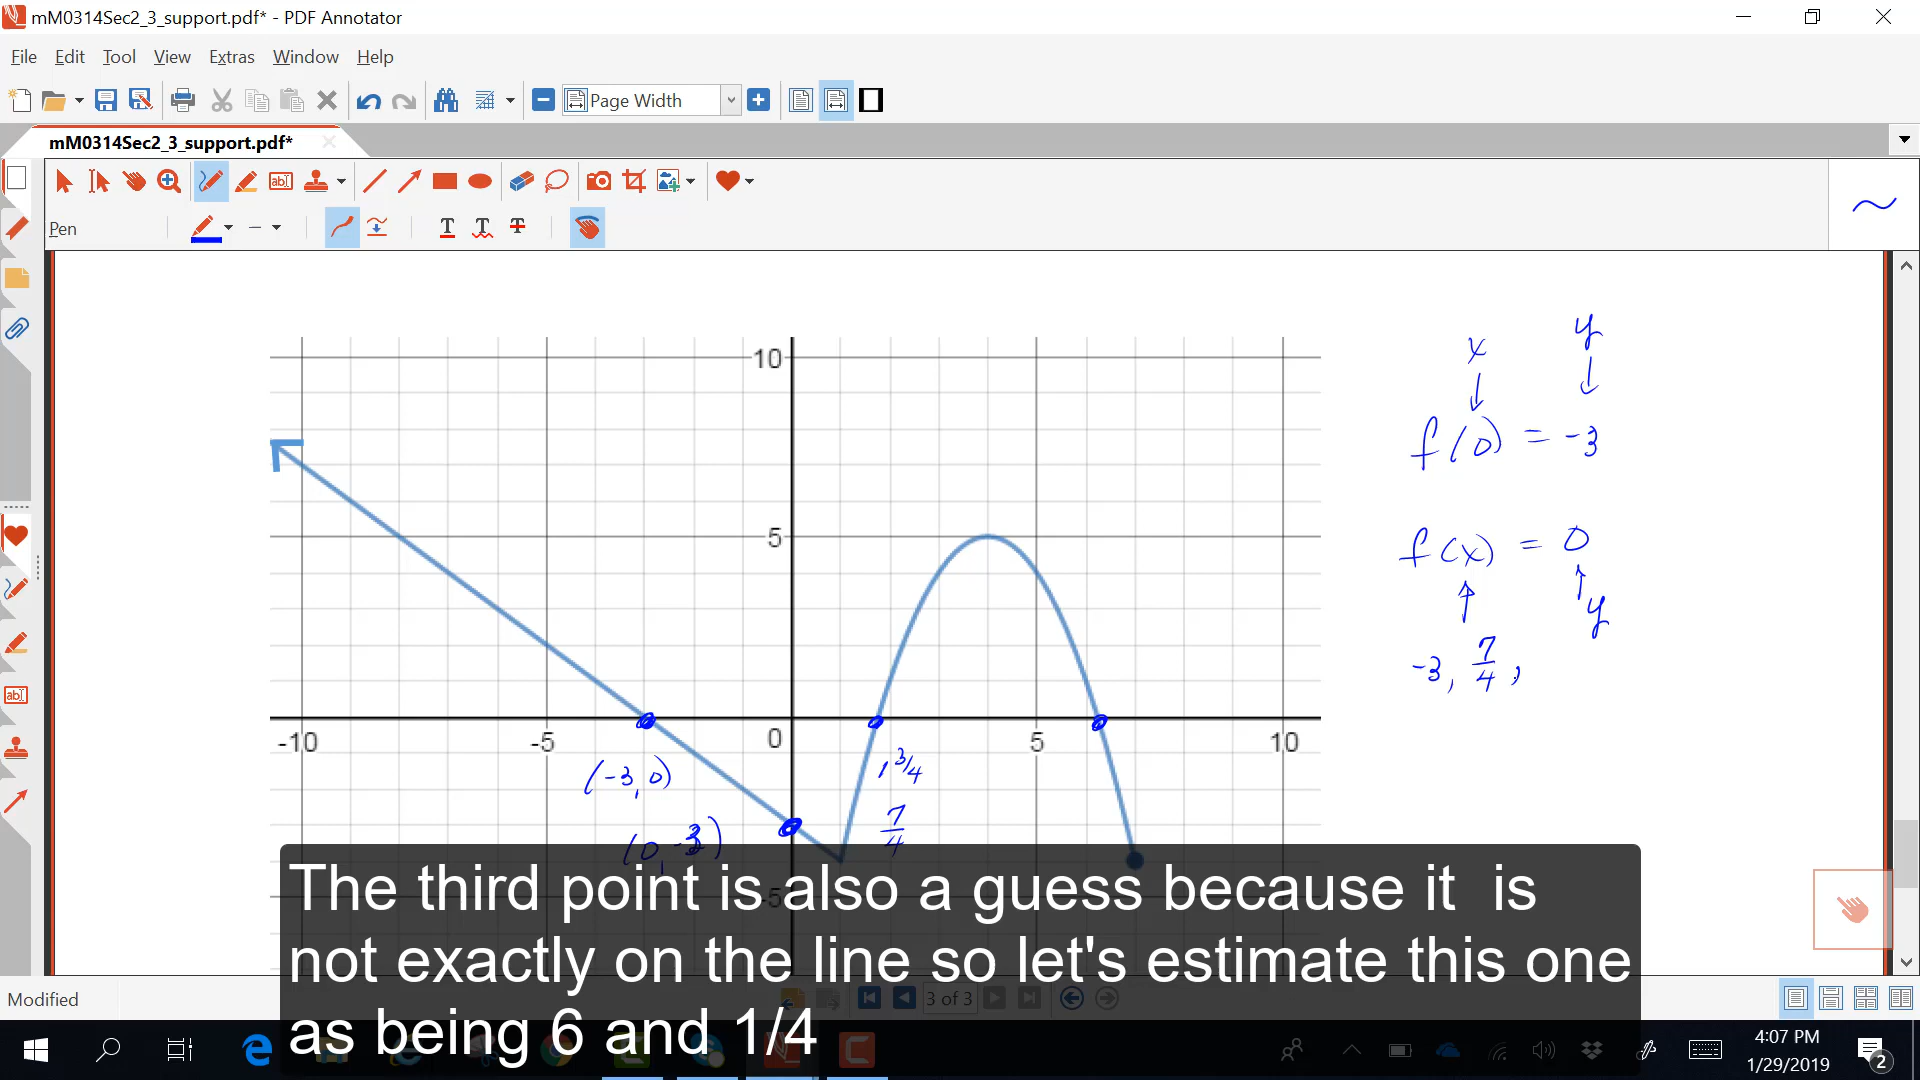 mM0314Sec2_3_support.pdf* - PDF Annotator
File Edit Tool View Extras Window Help
Page Width
mM0314Sec2_3_support.pdf*
Pen
10
5
-10 -5 0 5 10
-5
(-3,0)
(0,-3)
1 3/4
7/4
x y
f(0) = -3
f(x) = 0
y
-3, 7/4,
The third point is also a guess because it is
not exactly on the line so let's estimate this one
as being 6 and 1/4
Modified
3 of 3
4:07 PM
1/29/2019
2